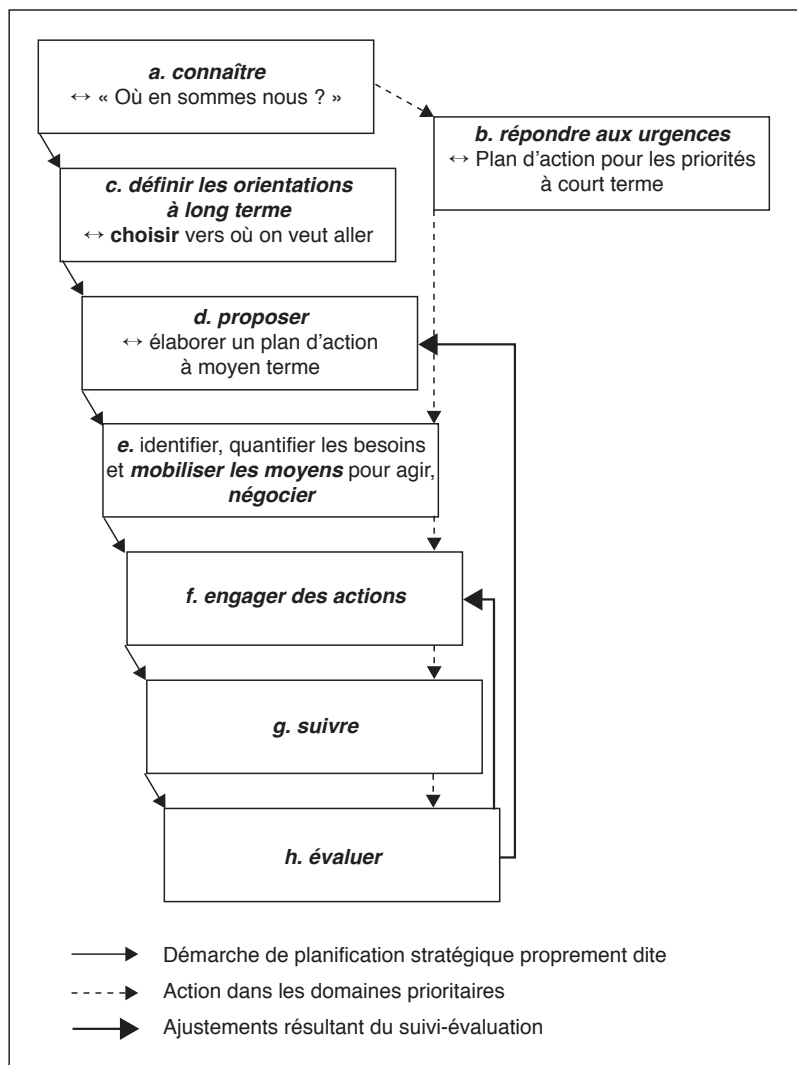 a. connaître
↔ « Où en sommes nous ? »
b. répondre aux urgences
↔ Plan d’action pour les priorités
à court terme
c. définir les orientations
à long terme
↔ choisir vers où on veut aller
d. proposer
↔ élaborer un plan d’action
à moyen terme
e. identifier, quantifier les besoins
et mobiliser les moyens pour agir,
négocier
f. engager des actions
g. suivre
h. évaluer
Démarche de planification stratégique proprement dite
Action dans les domaines prioritaires
Ajustements résultant du suivi-évaluation